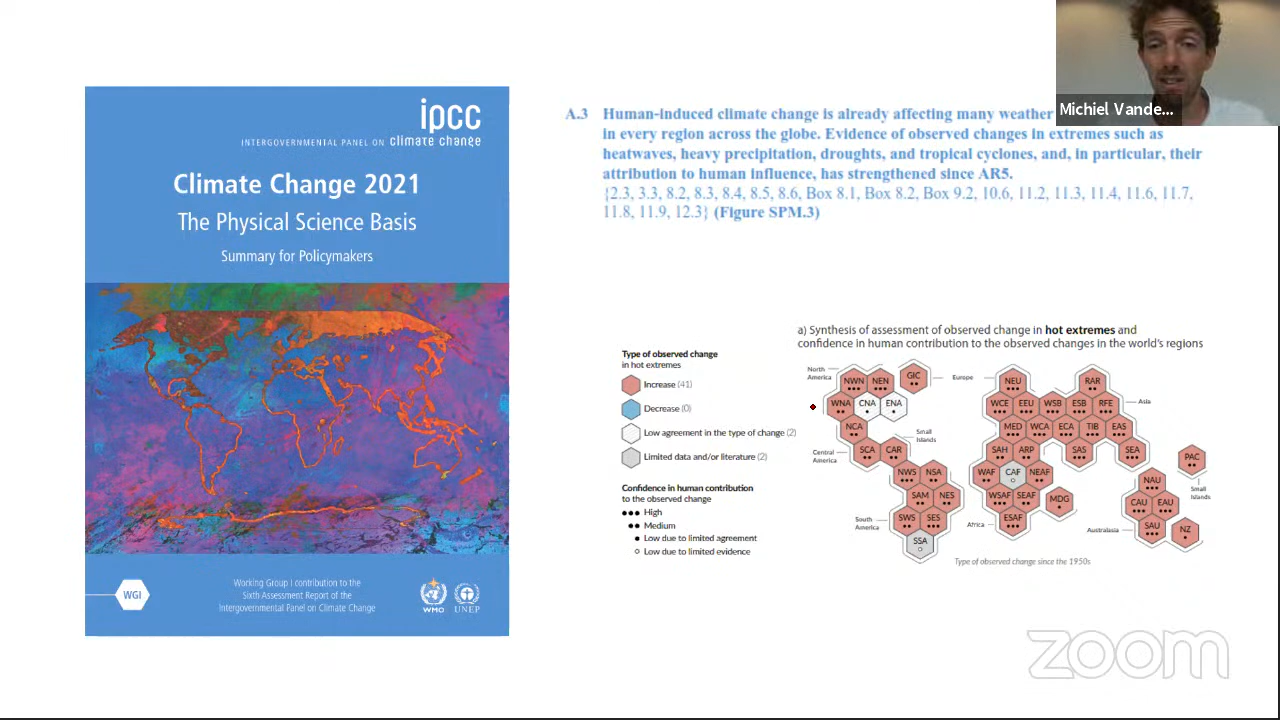 ipcc
INTERGOVERNMENTAL PANEL ON climate change
Climate Change 2021
The Physical Science Basis
Summary for Policymakers
WGI
Working Group I contribution to the
Sixth Assessment Report of the
Intergovernmental Panel on Climate Change
WMO
UNEP
A.3 Human-induced climate change is already affecting many weather
in every region across the globe. Evidence of observed changes in extremes such as
heatwaves, heavy precipitation, droughts, and tropical cyclones, and, in particular, their
attribution to human influence, has strengthened since AR5.
{2.3, 3.3, 8.2, 8.3, 8.4, 8.5, 8.6, Box 8.1, Box 8.2, Box 9.2, 10.6, 11.2, 11.3, 11.4, 11.6, 11.7,
11.8, 11.9, 12.3} (Figure SPM.3)
Michiel Vande...
a) Synthesis of assessment of observed change in hot extremes and
confidence in human contribution to the observed changes in the world's regions
Type of observed change
in hot extremes
Increase (41)
Decrease (0)
Low agreement in the type of change (2)
Limited data and/or literature (2)
Confidence in human contribution
to the observed change
High
Medium
Low due to limited agreement
Low due to limited evidence
North
America
NWN NEN GIC
WNA CNA ENA
NCA
Small
Islands
Central
America
SCA CAR
NWS NSA
SAM NES
South
America
SWS SES
SSA
Europe
NEU RAR
WCE EEU WSB ESB RFE
Asia
MED WCA ECA TIB EAS
SAH ARP SAS SEA
WAF CAF NEAF
WSAF SEAF MDG
Africa
ESAF
PAC
Small
Islands
NAU
CAU EAU
Australasia
SAU NZ
Type of observed change since the 1950s
zoom